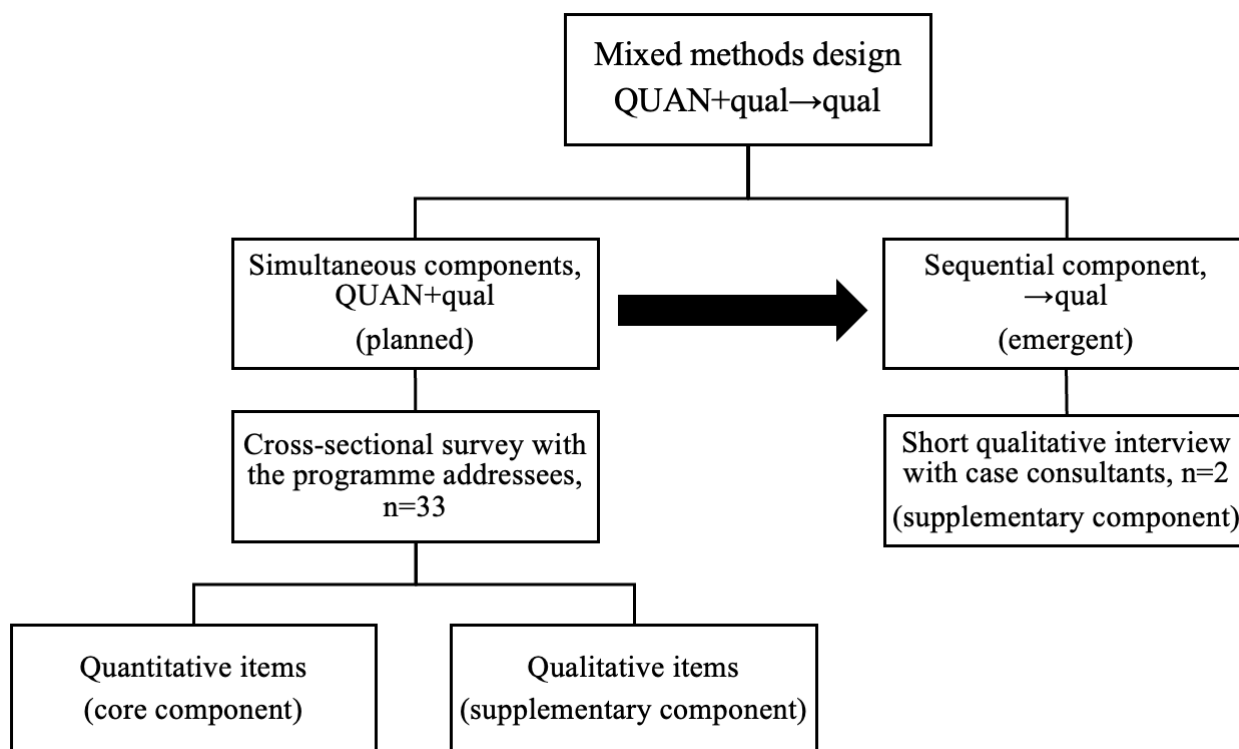 Mixed methods design
QUAN+qual→qual
Simultaneous components,
QUAN+qual
(planned)
Sequential component,
→qual
(emergent)
Cross-sectional survey with
the programme addressees,
n=33
Short qualitative interview
with case consultants, n=2
(supplementary component)
Quantitative items
(core component)
Qualitative items
(supplementary component)